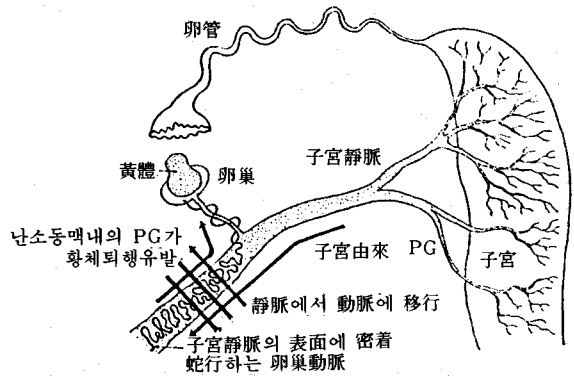 卵管
子宮靜脈
黃體
卵巢
난소동맥내의 PG가
황체퇴행유발
子宮由來 PG
子宮
靜脈에서 動脈에 移行
子宮靜脈의 表面에 密着
蛇行하는 卵巢動脈